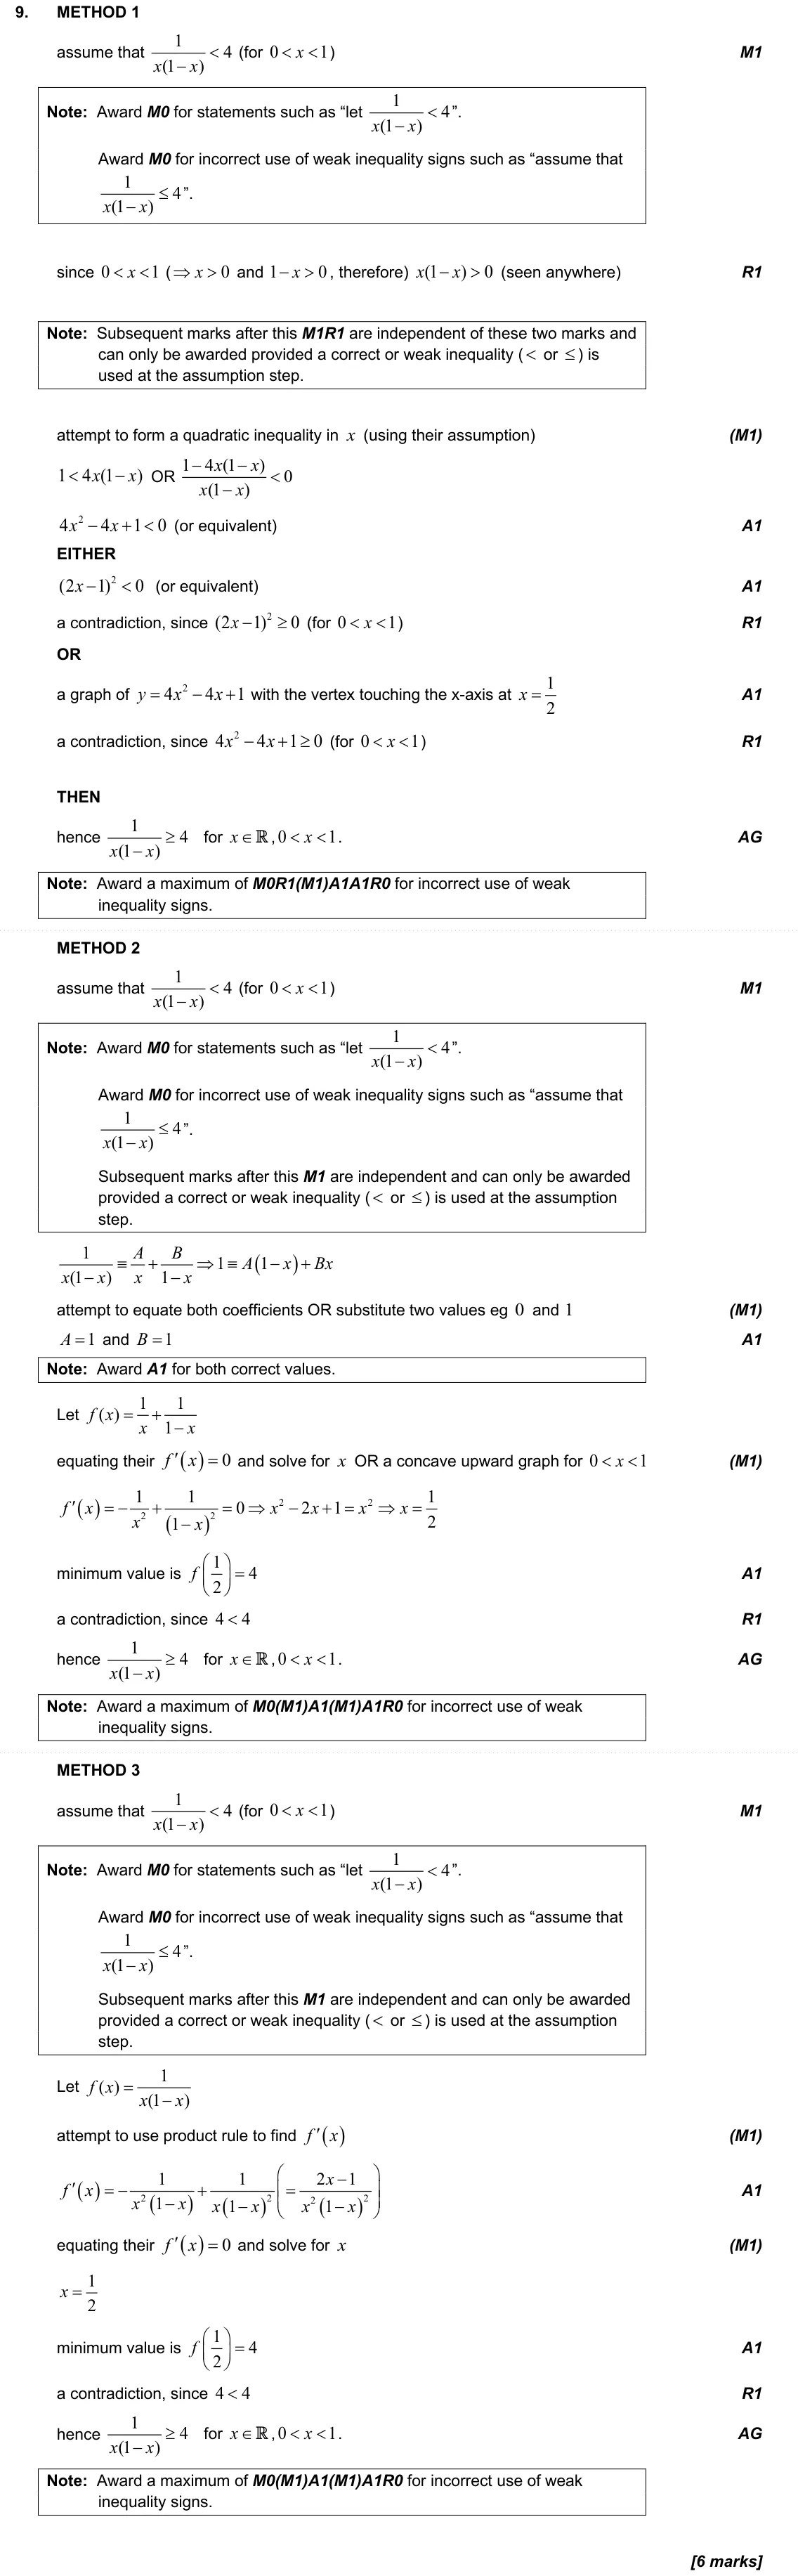 9. METHOD 1
assume that 1/(x(1−x)) < 4 (for 0 < x < 1) M1
Note: Award M0 for statements such as “let 1/(x(1−x)) < 4”.
Award M0 for incorrect use of weak inequality signs such as “assume that
1/(x(1−x)) ≤ 4”.
since 0 < x < 1 (⇒ x > 0 and 1−x > 0, therefore) x(1−x) > 0 (seen anywhere) R1
Note: Subsequent marks after this M1R1 are independent of these two marks and
can only be awarded provided a correct or weak inequality (< or ≤) is
used at the assumption step.
attempt to form a quadratic inequality in x (using their assumption) (M1)
1 < 4x(1−x) OR (1−4x(1−x))/(x(1−x)) < 0
4x² − 4x + 1 < 0 (or equivalent) A1
EITHER
(2x−1)² < 0 (or equivalent) A1
a contradiction, since (2x−1)² ≥ 0 (for 0 < x < 1) R1
OR
a graph of y = 4x² − 4x + 1 with the vertex touching the x-axis at x = 1/2 A1
a contradiction, since 4x² − 4x + 1 ≥ 0 (for 0 < x < 1) R1
THEN
hence 1/(x(1−x)) ≥ 4 for x ∈ ℝ, 0 < x < 1. AG
Note: Award a maximum of M0R1(M1)A1A1R0 for incorrect use of weak
inequality signs.
METHOD 2
assume that 1/(x(1−x)) < 4 (for 0 < x < 1) M1
Note: Award M0 for statements such as “let 1/(x(1−x)) < 4”.
Award M0 for incorrect use of weak inequality signs such as “assume that
1/(x(1−x)) ≤ 4”.
Subsequent marks after this M1 are independent and can only be awarded
provided a correct or weak inequality (< or ≤) is used at the assumption
step.
1/(x(1−x)) ≡ A/x + B/(1−x) ⇒ 1 ≡ A(1−x) + Bx
attempt to equate both coefficients OR substitute two values eg 0 and 1 (M1)
A = 1 and B = 1 A1
Note: Award A1 for both correct values.
Let f(x) = 1/x + 1/(1−x)
equating their f′(x) = 0 and solve for x OR a concave upward graph for 0 < x < 1 (M1)
f′(x) = −1/x² + 1/(1−x)² = 0 ⇒ x² − 2x + 1 = x² ⇒ x = 1/2
minimum value is f(1/2) = 4 A1
a contradiction, since 4 < 4 R1
hence 1/(x(1−x)) ≥ 4 for x ∈ ℝ, 0 < x < 1. AG
Note: Award a maximum of M0(M1)A1(M1)A1R0 for incorrect use of weak
inequality signs.
METHOD 3
assume that 1/(x(1−x)) < 4 (for 0 < x < 1) M1
Note: Award M0 for statements such as “let 1/(x(1−x)) < 4”.
Award M0 for incorrect use of weak inequality signs such as “assume that
1/(x(1−x)) ≤ 4”.
Subsequent marks after this M1 are independent and can only be awarded
provided a correct or weak inequality (< or ≤) is used at the assumption
step.
Let f(x) = 1/(x(1−x))
attempt to use product rule to find f′(x) (M1)
f′(x) = −1/(x²(1−x)) + 1/(x(1−x)²) (= (2x−1)/(x²(1−x)²)) A1
equating their f′(x) = 0 and solve for x (M1)
x = 1/2
minimum value is f(1/2) = 4 A1
a contradiction, since 4 < 4 R1
hence 1/(x(1−x)) ≥ 4 for x ∈ ℝ, 0 < x < 1. AG
Note: Award a maximum of M0(M1)A1(M1)A1R0 for incorrect use of weak
inequality signs.
[6 marks]